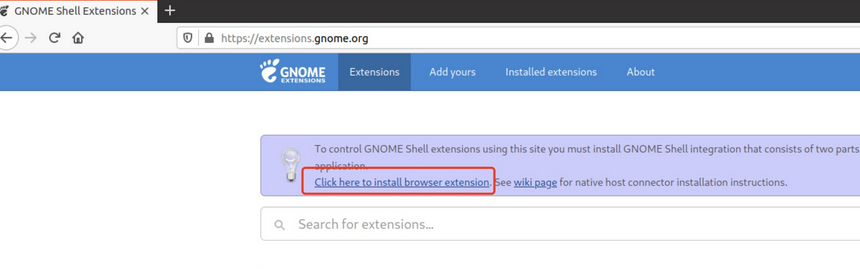 GNOME Shell Extensions
https://extensions.gnome.org
GNOME
EXTENSIONS
Extensions
Add yours
Installed extensions
About
To control GNOME Shell extensions using this site you must install GNOME Shell integration that consists of two parts
application.
Click here to install browser extension. See wiki page for native host connector installation instructions.
Search for extensions...